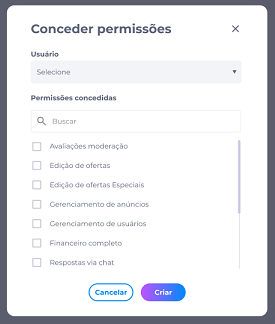 Conceder permissões
Usuário
Selecione
Permissões concedidas
Buscar
Avaliações moderação
Edição de ofertas
Edição de ofertas Especiais
Gerenciamento de anúncios
Gerenciamento de usuários
Financeiro completo
Respostas via chat
Cancelar
Criar